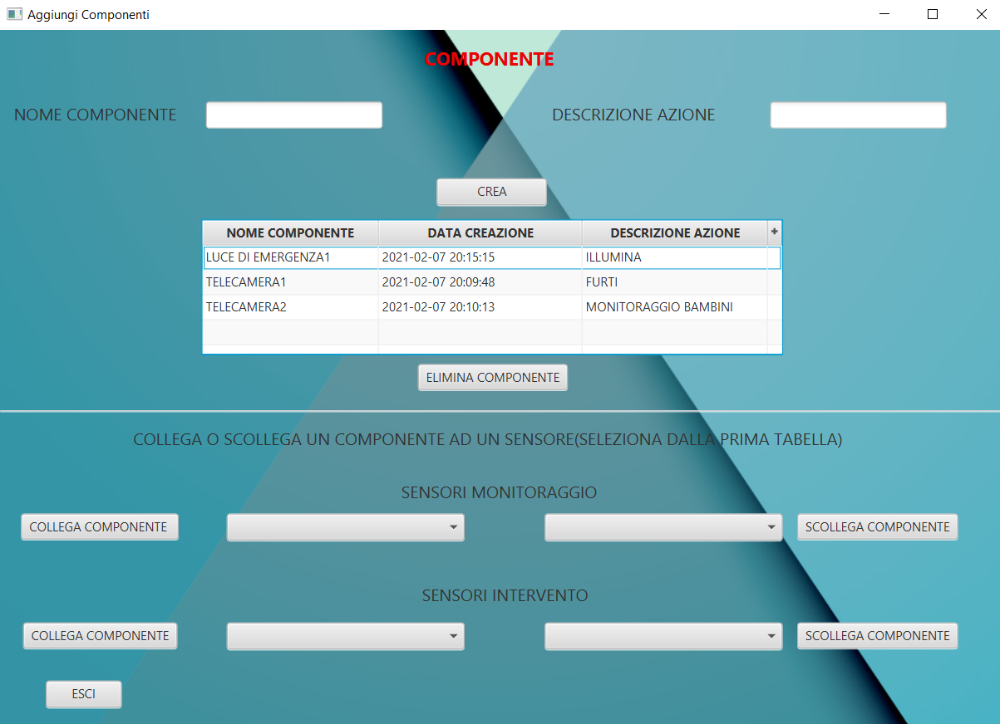 Aggiungi Componenti
COMPONENTE
NOME COMPONENTE DESCRIZIONE AZIONE
CREA
NOME COMPONENTE DATA CREAZIONE DESCRIZIONE AZIONE +
LUCE DI EMERGENZA1 2021-02-07 20:15:15 ILLUMINA
TELECAMERA1 2021-02-07 20:09:48 FURTI
TELECAMERA2 2021-02-07 20:10:13 MONITORAGGIO BAMBINI
ELIMINA COMPONENTE
COLLEGA O SCOLLEGA UN COMPONENTE AD UN SENSORE(SELEZIONA DALLA PRIMA TABELLA)
SENSORI MONITORAGGIO
COLLEGA COMPONENTE SCOLLEGA COMPONENTE
SENSORI INTERVENTO
COLLEGA COMPONENTE SCOLLEGA COMPONENTE
ESCI